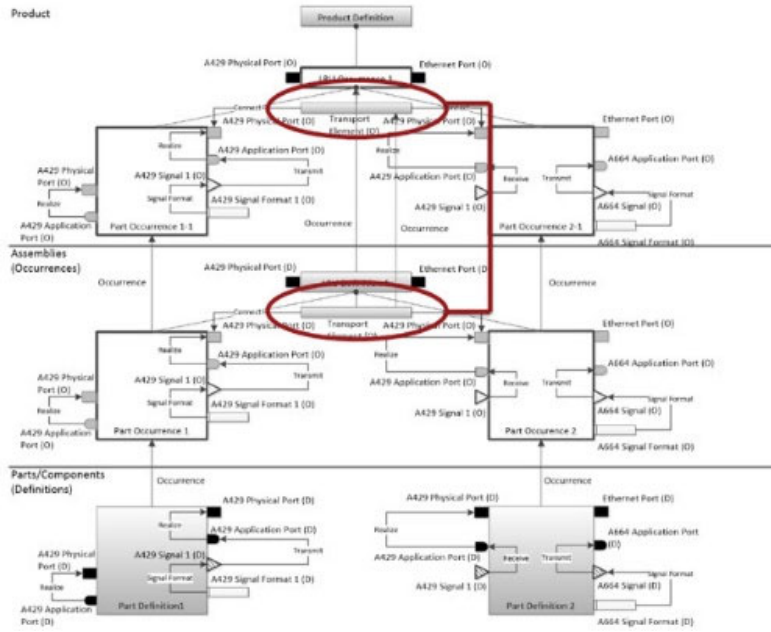 Product
Product Definition
A429 Physical Port (O)
Ethernet Port (O)
A429 Physical Port (O)
Transport
A429 Physical Port (O)
Ethernet Port (O)
Realize
A429 Application Port (O)
Realize
A429 Application Port (O)
A664 Application Port (O)
A429 Physical
Port (O)
A429 Signal 1 (O)
Transmit
Receive
Transmit
Realize
Signal Format
A429 Signal 1 (O)
A664 Signal (O)
Signal Format
A429 Application
Port (O)
A429 Signal Format 1 (O)
Part Occurrence 1-1
Part Occurrence 2-1
A664 Signal Format (O)
Occurrence
Occurrence
Assemblies
(Occurrences)
A429 Physical Port (D)
Ethernet Port (D)
Occurrence
Occurrence
Transport
A429 Physical Port (O)
A429 Physical Port (O)
Ethernet Port (O)
Realize
A429 Application Port (O)
Realize
A429 Application Port (O)
A664 Application Port (O)
A429 Physical
Port (O)
A429 Signal 1 (O)
Transmit
Receive
Transmit
Realize
Signal Format
A429 Signal 1 (O)
A664 Signal (O)
Signal Format
A429 Application
Port (O)
A429 Signal Format 1 (O)
Part Occurrence 1
Part Occurrence 2
A664 Signal Format (O)
Parts/Components
(Definitions)
Occurrence
Occurrence
A429 Physical Port (D)
A429 Physical Port (D)
Ethernet Port (D)
Realize
A429 Application Port (D)
Realize
A664 Application Port
(D)
A429 Physical
Port (D)
A429 Signal 1 (D)
Transmit
A429 Application Port (D)
Receive
Transmit
Realize
Signal Format
A429 Signal Format 1 (D)
A429 Signal 1 (D)
A664 Signal (D)
Signal Format
A429 Application
Port (D)
Part Definition1
Part Definition 2
A664 Signal Format (D)